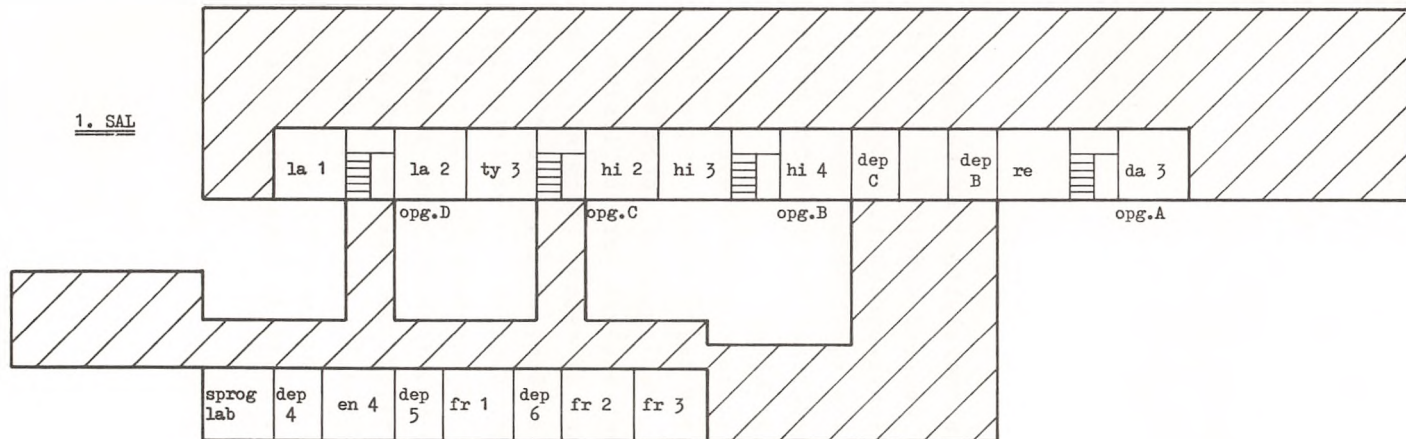 1. SAL
la 1
la 2
ty 3
hi 2
hi 3
hi 4
dep
C
dep
B
re
da 3
opg.D
opg.C
opg.B
opg.A
sprog
lab
dep
4
en 4
dep
5
fr 1
dep
6
fr 2
fr 3